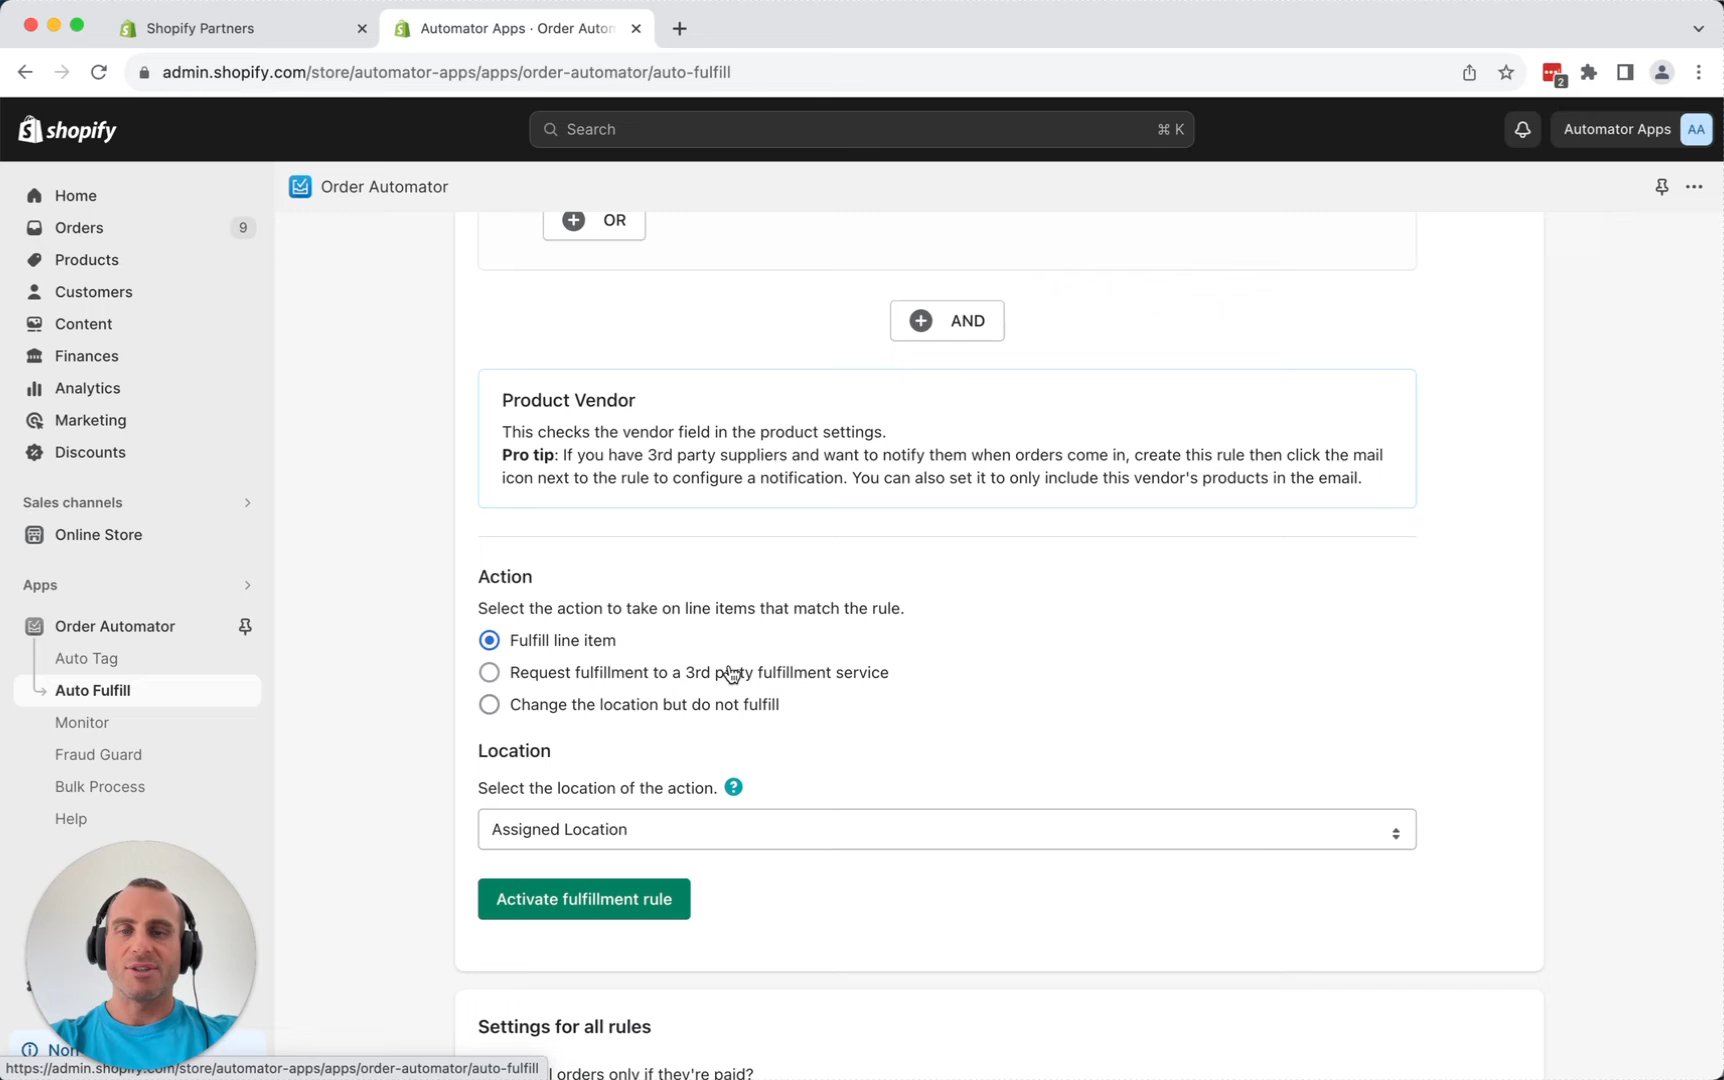 Shopify Partners
Automator Apps · Order Auton
admin.shopify.com/store/automator-apps/apps/order-automator/auto-fulfill
2
shopify
Search
⌘ K
Automator Apps
AA
Home
Orders
9
Products
Customers
Content
Finances
Analytics
Marketing
Discounts
Sales channels
Online Store
Apps
Order Automator
Auto Tag
Auto Fulfill
Monitor
Fraud Guard
Bulk Process
Help
Non
https://admin.shopify.com/store/automator-apps/apps/order-automator/auto-fulfill
Order Automator
OR
AND
Product Vendor
This checks the vendor field in the product settings.
Pro tip: If you have 3rd party suppliers and want to notify them when orders come in, create this rule then click the mail
icon next to the rule to configure a notification. You can also set it to only include this vendor's products in the email.
Action
Select the action to take on line items that match the rule.
Fulfill line item
Request fulfillment to a 3rd party fulfillment service
Change the location but do not fulfill
Location
Select the location of the action. ?
Assigned Location
Activate fulfillment rule
Settings for all rules
orders only if they're paid?